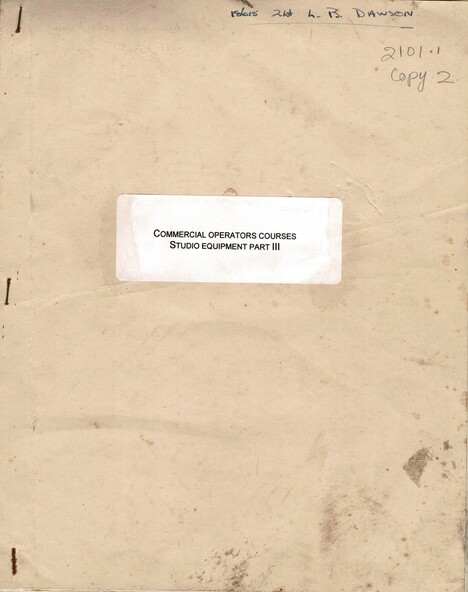 L. B. DAWSON
2101.1
Copy 2
COMMERCIAL OPERATORS COURSES
STUDIO EQUIPMENT PART III